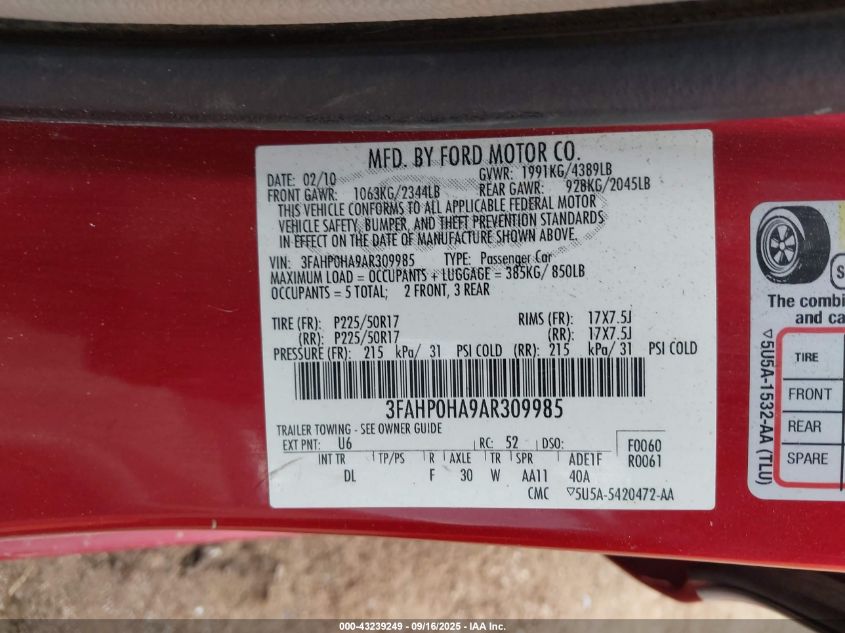 MFD. BY FORD MOTOR CO.
DATE: 02/10 GVWR: 1991KG/4389LB
FRONT GAWR: 1063KG/2344LB REAR GAWR: 928KG/2045LB
THIS VEHICLE CONFORMS TO ALL APPLICABLE FEDERAL MOTOR
VEHICLE SAFETY, BUMPER, AND THEFT PREVENTION STANDARDS
IN EFFECT ON THE DATE OF MANUFACTURE SHOWN ABOVE.
VIN: 3FAHP0HA9AR309985 TYPE: Passenger Car
MAXIMUM LOAD = OCCUPANTS + LUGGAGE = 385KG/ 850LB
OCCUPANTS = 5 TOTAL; 2 FRONT, 3 REAR
TIRE (FR): P225/50R17 RIMS (FR): 17X7.5J
(RR): P225/50R17 (RR): 17X7.5J
PRESSURE (FR): 215 kPa/ 31 PSI COLD (RR): 215 kPa/ 31 PSI COLD
3FAHP0HA9AR309985
TRAILER TOWING - SEE OWNER GUIDE
EXT PNT: U6 RC: 52 DSO: F0060
R0061
INT TR TP/PS R AXLE TR SPR ADE1F
DL F 30 W AA11 40A
CMC ▽5U5A-5420472-AA
▽5U5A-1532-AA (TLU)
S
The combi
and ca
TIRE
FRONT
REAR
SPARE
000-43239249 - 09/16/2025 - IAA Inc.